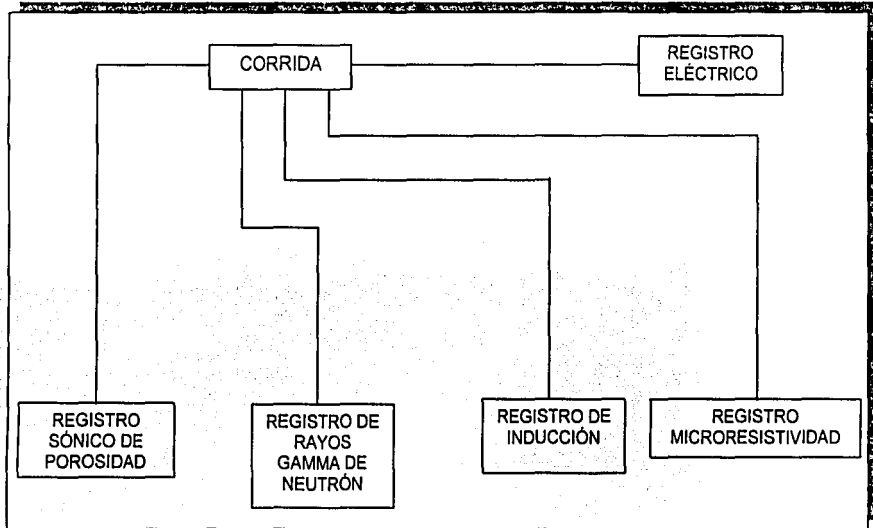 CORRIDA
REGISTRO
ELÉCTRICO
REGISTRO
SÓNICO DE
POROSIDAD
REGISTRO DE
RAYOS
GAMMA DE
NEUTRÓN
REGISTRO DE
INDUCCIÓN
REGISTRO
MICRORESISTIVIDAD